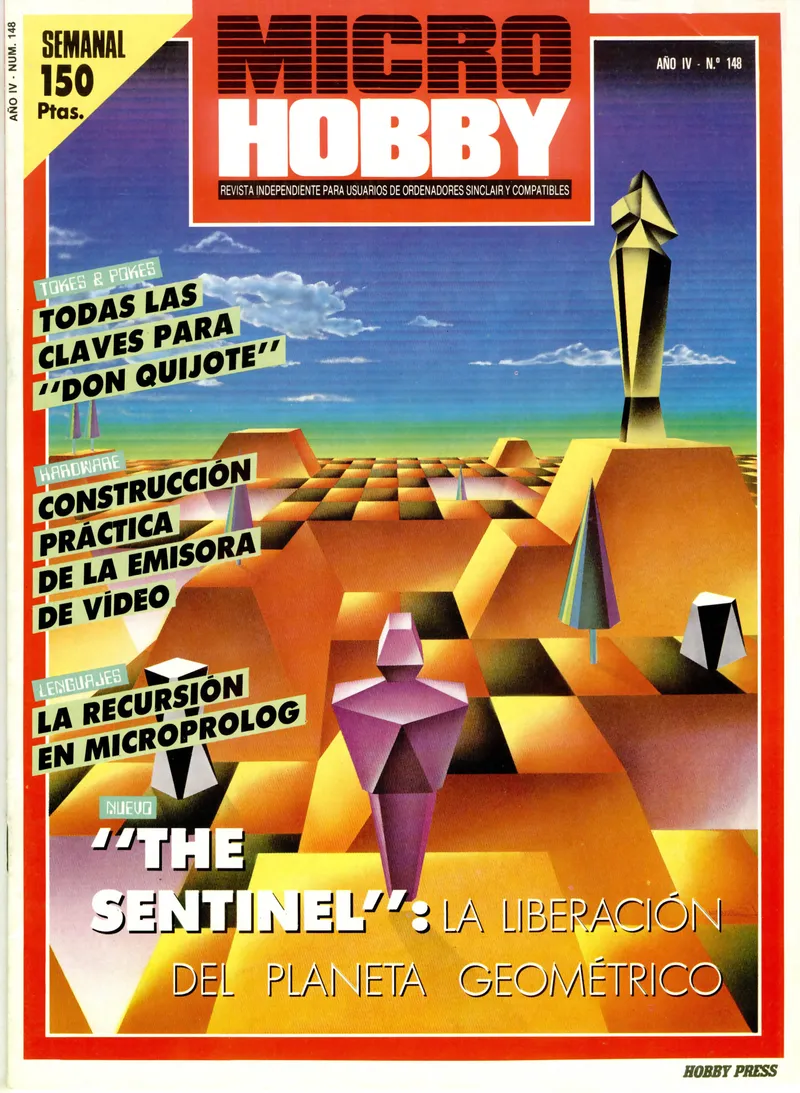 AÑO IV - NUM. 148
SEMANAL
150
Ptas.
MICRO
HOBBY
REVISTA INDEPENDIENTE PARA USUARIOS DE ORDENADORES SINCLAIR Y COMPATIBLES
AÑO IV - N.º 148
TOKES & POKES
TODAS LAS
CLAVES PARA
"DON QUIJOTE"
HARDWARE
CONSTRUCCIÓN
PRÁCTICA
DE LA EMISORA
DE VÍDEO
LENGUAJES
LA RECURSIÓN
EN MICROPROLOG
NUEVO
"THE
SENTINEL": LA LIBERACIÓN
DEL PLANETA GEOMÉTRICO
HOBBY PRESS